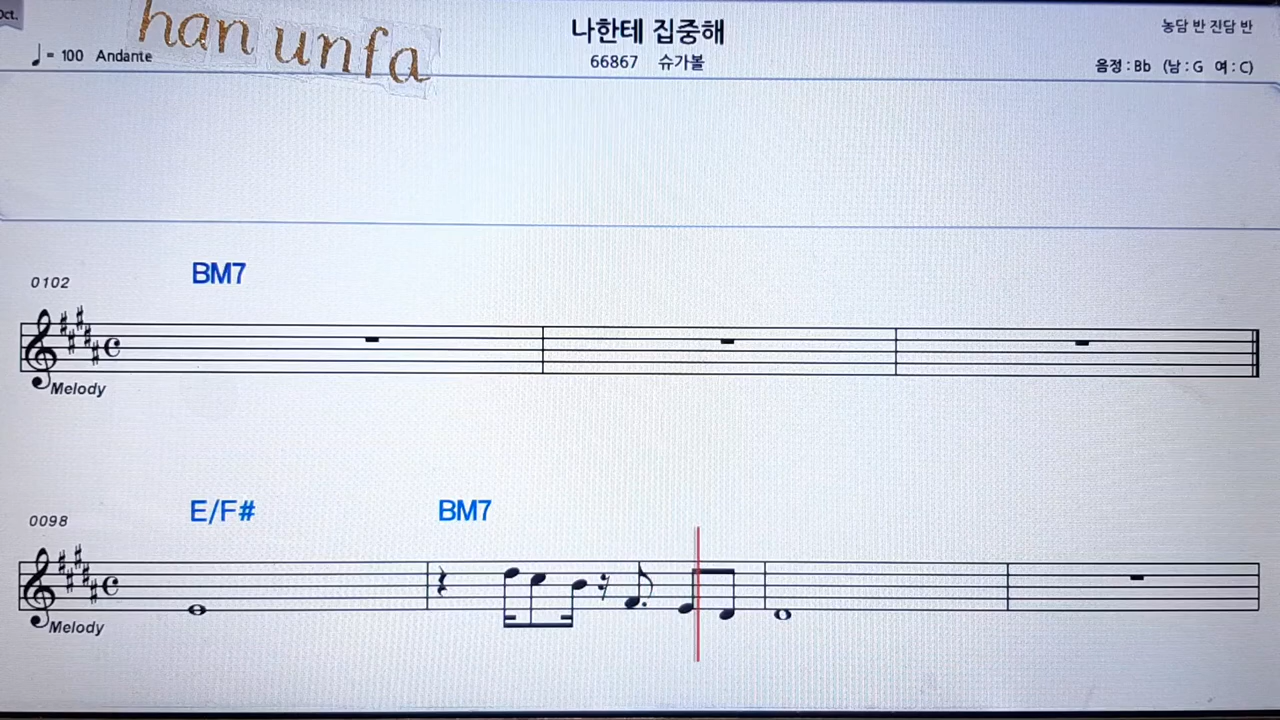 Oct.
han unfa
♩= 100 Andante
나한테 집중해
66867 슈가볼
농담 반 진담 반
음정 : Bb (남 : G 여 : C)
0102
BM7
Melody
0098
E/F# BM7
Melody